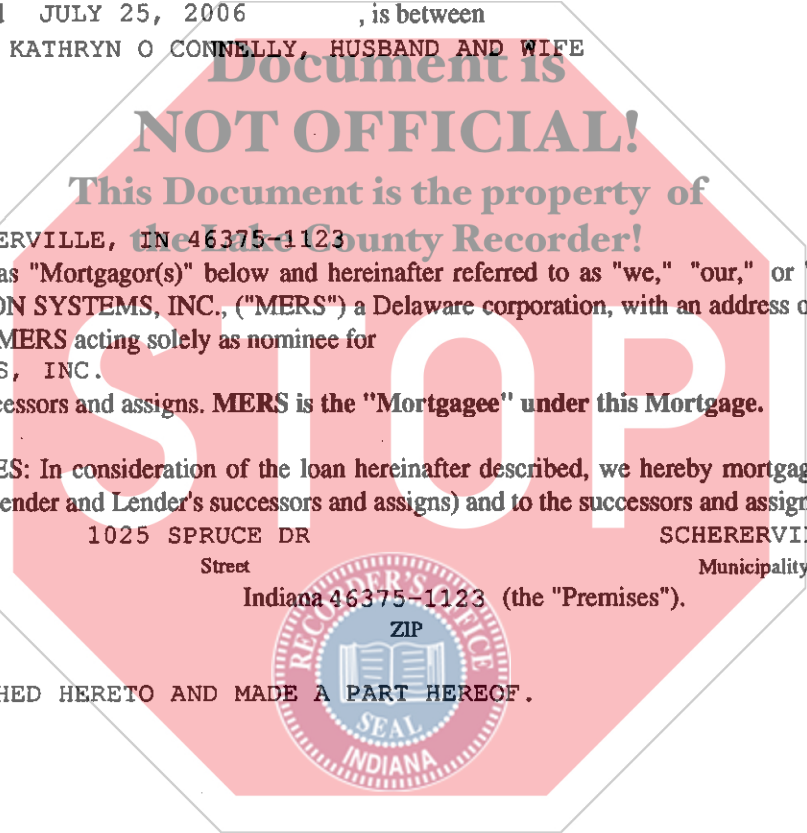 JULY 25, 2006 , is between
KATHRYN O CONNELLY, HUSBAND AND WIFE
Document is
NOT OFFICIAL!
This Document is the property of
the Lake County Recorder!
ERVILLE, IN 46375-1123
as "Mortgagor(s)" below and hereinafter referred to as "we," "our," or "
ON SYSTEMS, INC., ("MERS") a Delaware corporation, with an address o
MERS acting solely as nominee for
S, INC.
cessors and assigns. MERS is the "Mortgagee" under this Mortgage.
STOP
ES: In consideration of the loan hereinafter described, we hereby mortgag
ender and Lender's successors and assigns) and to the successors and assign
1025 SPRUCE DR SCHERERVII
Street Municipality
Indiana 46375-1123 (the "Premises").
ZIP
RECORDER'S OFFICE
SEAL
INDIANA
HED HERETO AND MADE A PART HEREOF.